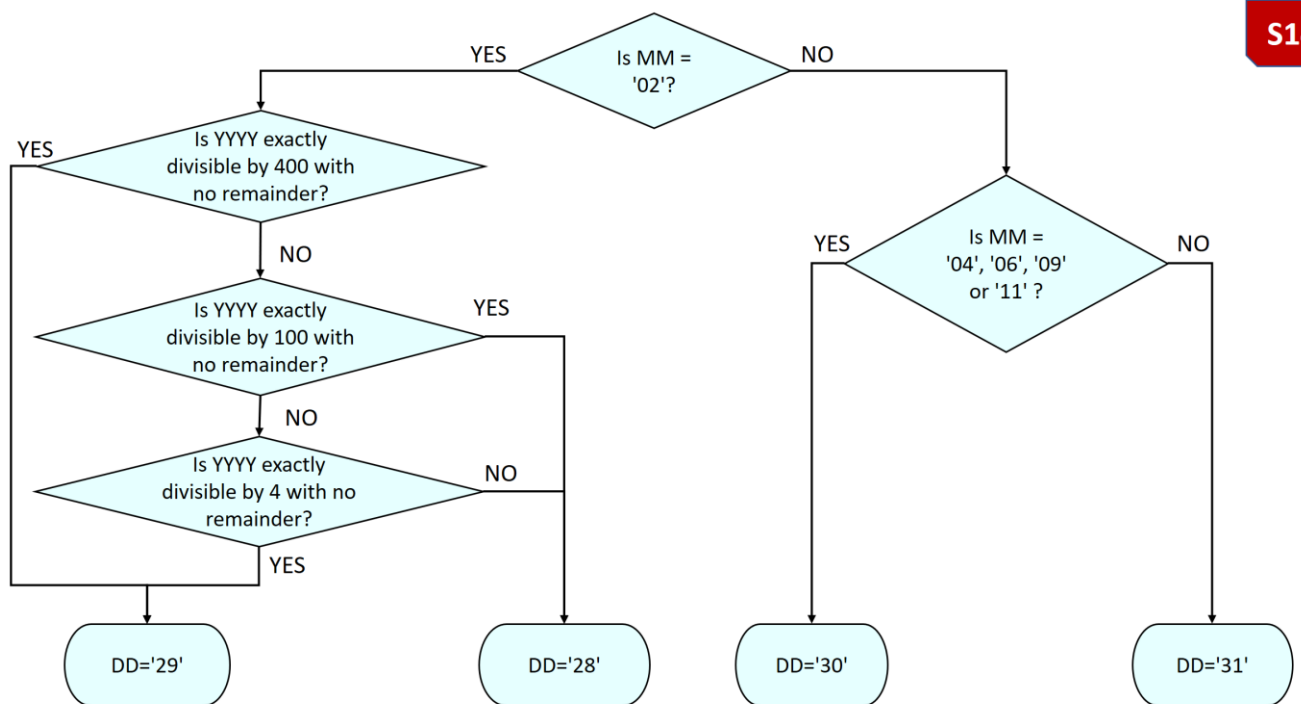 S1
Is MM =
'02'?
YES
NO
Is YYYY exactly
divisible by 400 with
no remainder?
YES
NO
Is MM =
'04', '06', '09'
or '11' ?
YES
NO
Is YYYY exactly
divisible by 100 with
no remainder?
YES
NO
Is YYYY exactly
divisible by 4 with no
remainder?
NO
YES
DD='29'
DD='28'
DD='30'
DD='31'